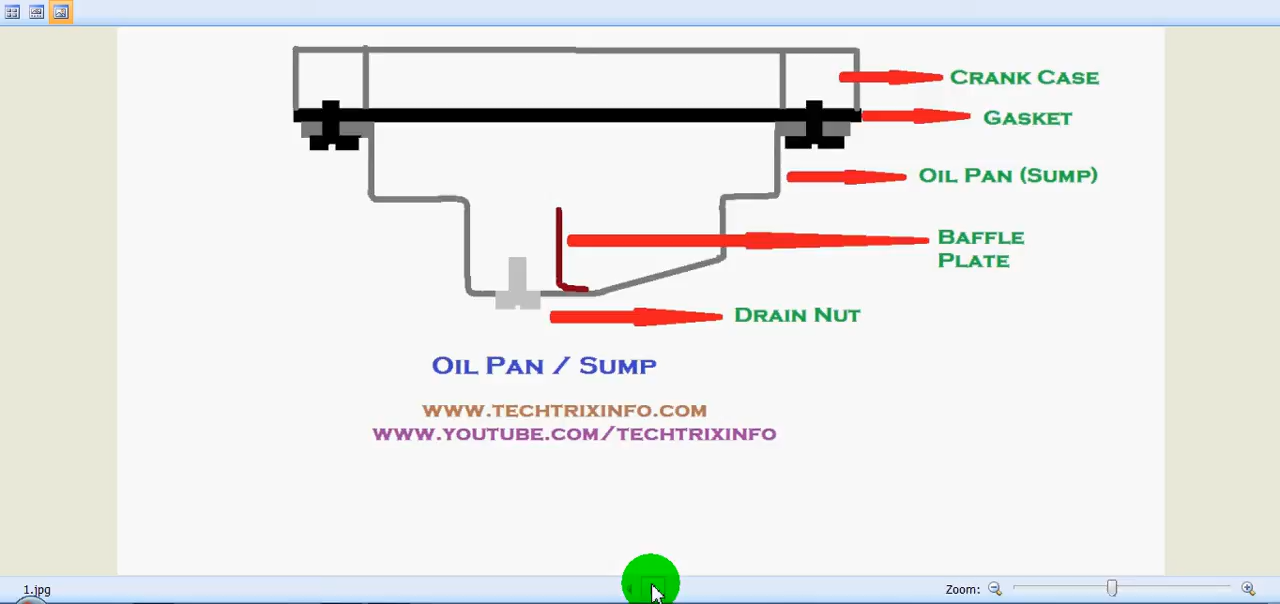 CRANK CASE
GASKET
OIL PAN (SUMP)
BAFFLE
PLATE
DRAIN NUT
OIL PAN / SUMP
WWW.TECHTRIXINFO.COM
WWW.YOUTUBE.COM/TECHTRIXINFO
1.jpg
Zoom: